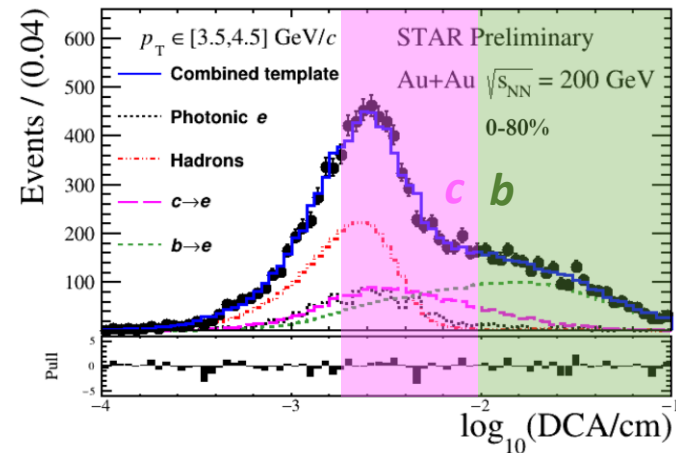 600
500
400
300
200
100
Events / (0.04)
p_T ∈ [3.5,4.5] GeV/c
Combined template
Photonic e
Hadrons
c→e
b→e
STAR Preliminary
Au+Au √s_NN = 200 GeV
0-80%
c b
5
0
−5
Pull
−4 −3 −2 −1
log₁₀(DCA/cm)